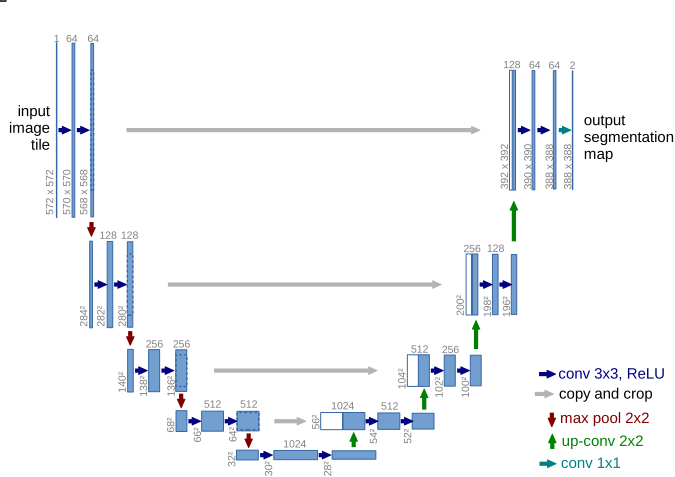 1 64 64
128 64 64 2
input
image
tile
output
segmentation
map
572 x 572
570 x 570
568 x 568
392 x 392
390 x 390
388 x 388
388 x 388
128 128
256 128
284²
282²
280²
200²
198²
196²
256 256
512 256
140²
138²
136²
104²
102²
100²
512 512
1024 512
68²
66²
64²
56²
54²
52²
1024
32²
30²
28²
conv 3x3, ReLU
copy and crop
max pool 2x2
up-conv 2x2
conv 1x1